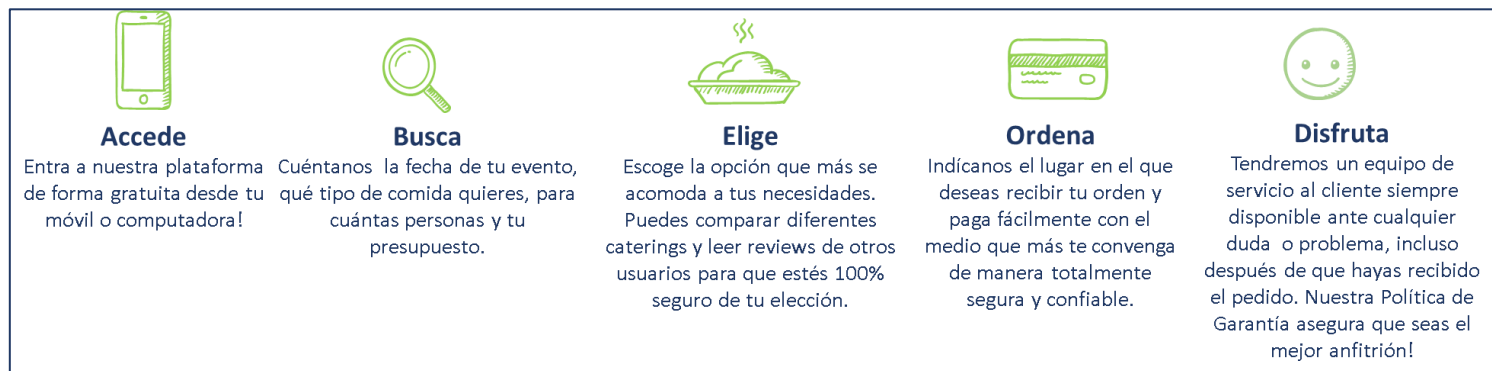 Accede
Entra a nuestra plataforma
de forma gratuita desde tu
móvil o computadora!
Busca
Cuéntanos la fecha de tu evento,
qué tipo de comida quieres, para
cuántas personas y tu
presupuesto.
Elige
Escoge la opción que más se
acomoda a tus necesidades.
Puedes comparar diferentes
caterings y leer reviews de otros
usuarios para que estés 100%
seguro de tu elección.
Ordena
Indícanos el lugar en el que
deseas recibir tu orden y
paga fácilmente con el
medio que más te convenga
de manera totalmente
segura y confiable.
Disfruta
Tendremos un equipo de
servicio al cliente siempre
disponible ante cualquier
duda o problema, incluso
después de que hayas recibido
el pedido. Nuestra Política de
Garantía asegura que seas el
mejor anfitrión!